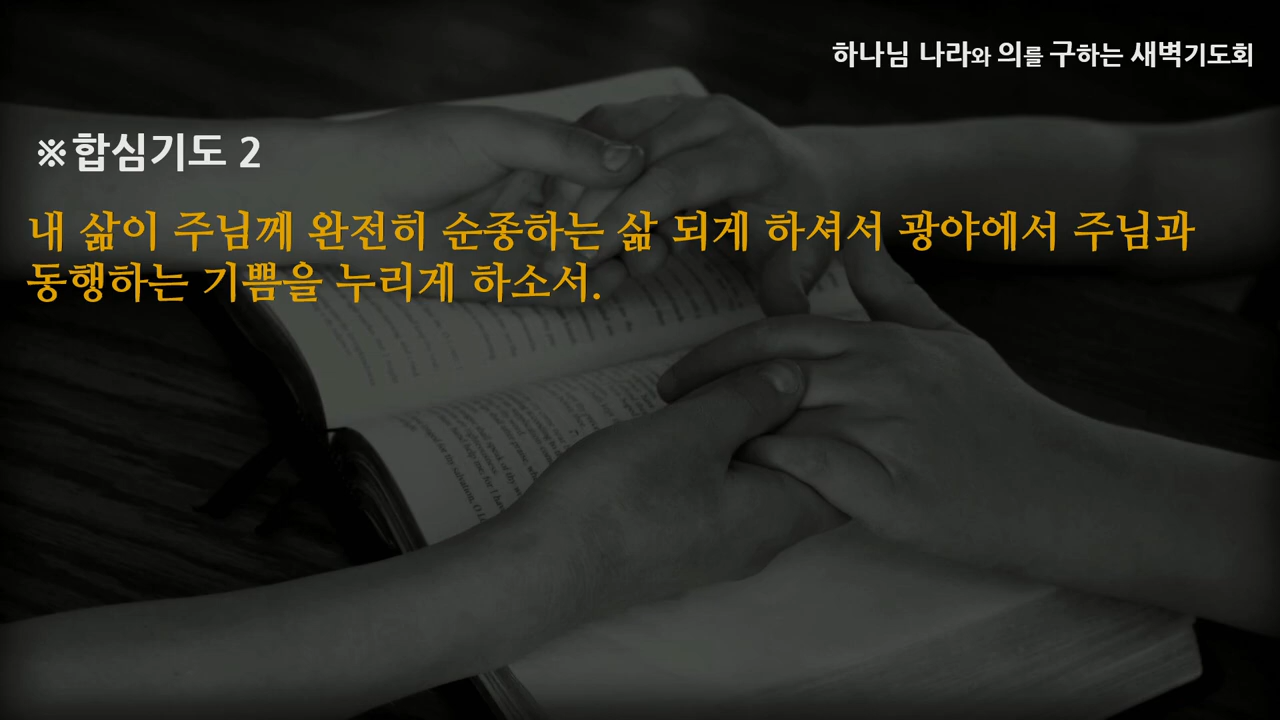 하나님 나라와 의를 구하는 새벽기도회
※합심기도 2
내 삶이 주님께 완전히 순종하는 삶 되게 하셔서 광야에서 주님과
동행하는 기쁨을 누리게 하소서.